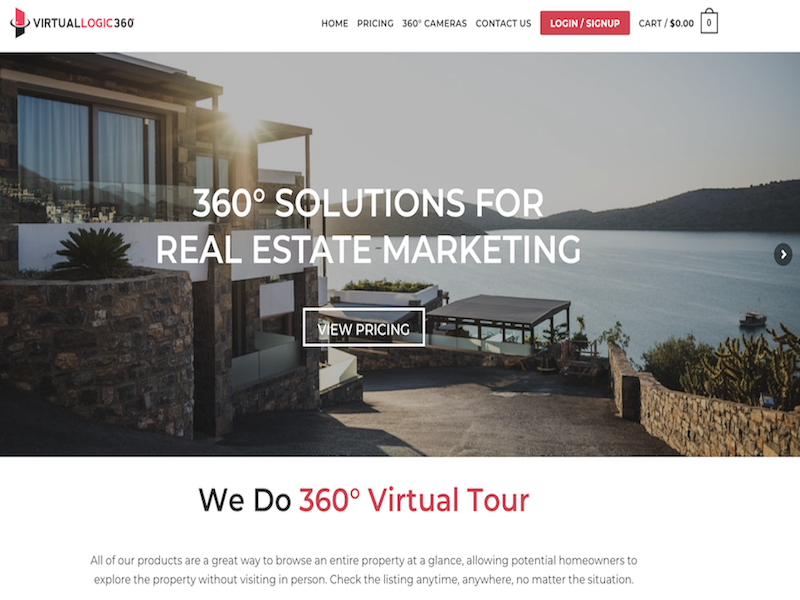 VIRTUALLOGIC360°
HOME PRICING 360° CAMERAS CONTACT US LOGIN / SIGNUP CART / $0.00 0
360° SOLUTIONS FOR
REAL ESTATE MARKETING
VIEW PRICING
We Do 360° Virtual Tour
All of our products are a great way to browse an entire property at a glance, allowing potential homeowners to
explore the property without visiting in person. Check the listing anytime, anywhere, no matter the situation.